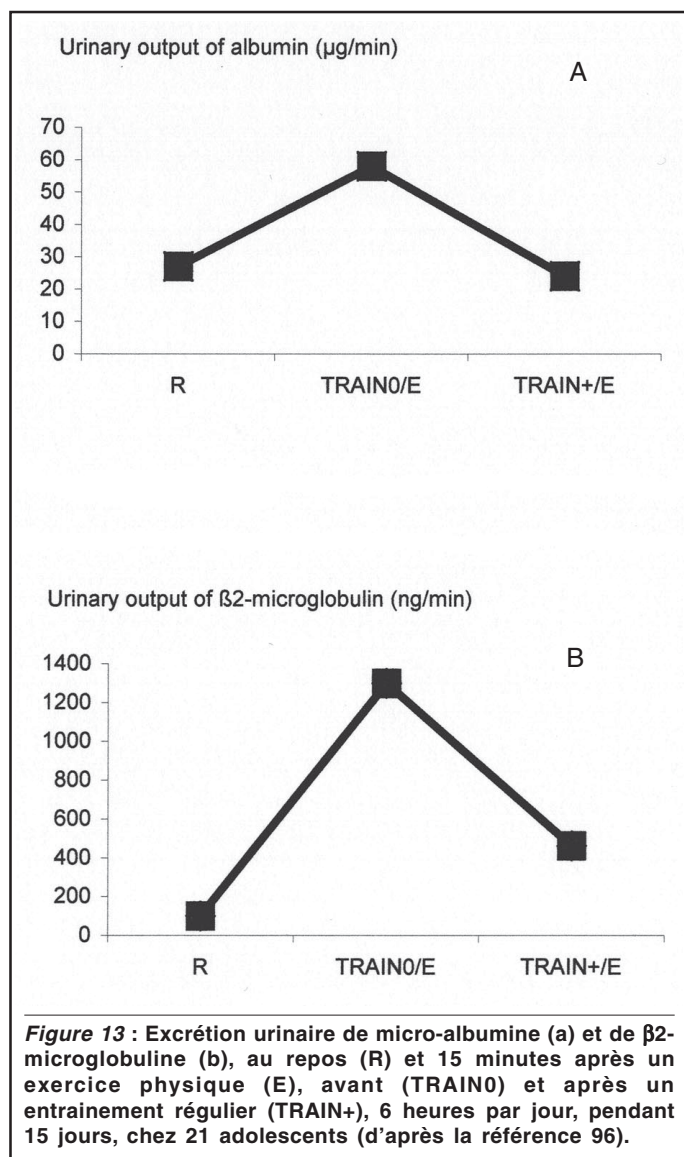 Urinary output of albumin (µg/min)
A
70
60
50
40
30
20
10
0
R TRAIN0/E TRAIN+/E
Urinary output of ß2-microglobulin (ng/min)
B
1400
1200
1000
800
600
400
200
0
R TRAIN0/E TRAIN+/E
Figure 13 : Excrétion urinaire de micro-albumine (a) et de β2-
microglobuline (b), au repos (R) et 15 minutes après un
exercice physique (E), avant (TRAIN0) et après un
entrainement régulier (TRAIN+), 6 heures par jour, pendant
15 jours, chez 21 adolescents (d'après la référence 96).